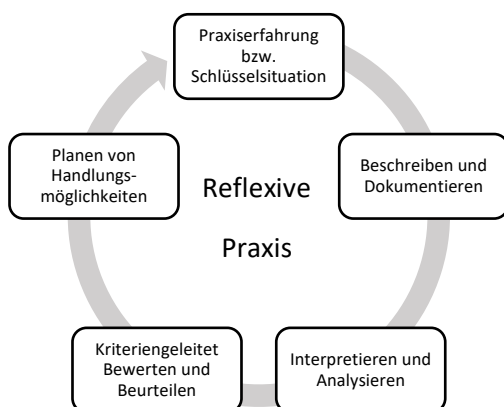 Praxiserfahrung
bzw.
Schlüsselsituation
Beschreiben und
Dokumentieren
Interpretieren und
Analysieren
Kriteriengeleitet
Bewerten und
Beurteilen
Planen von
Handlungs-
möglichkeiten
Reflexive
Praxis